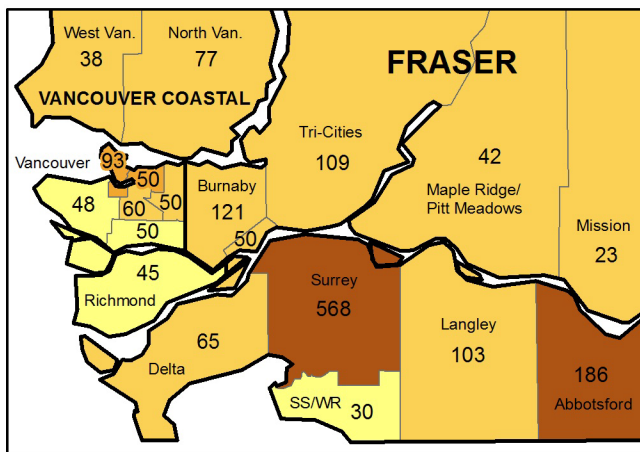 West Van.
38
North Van.
77
VANCOUVER COASTAL
FRASER
Tri-Cities
109
42
Maple Ridge/
Pitt Meadows
Mission
23
Vancouver
93
50
48
60
50
50
Burnaby
121
50
45
Richmond
Surrey
568
65
Delta
Langley
103
SS/WR
30
186
Abbotsford